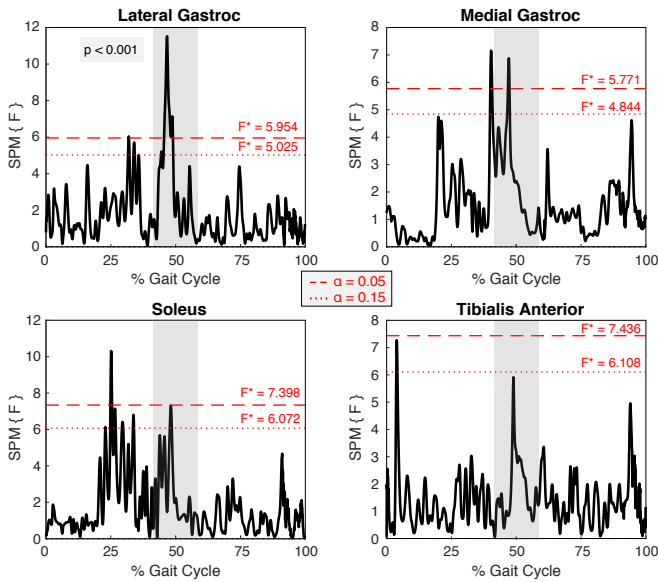 Lateral Gastroc
Medial Gastroc
12
10
8
6
4
2
0
SPM { F }
p < 0.001
F* = 5.954
F* = 5.025
0 25 50 75 100
% Gait Cycle
8
7
6
5
4
3
2
1
0
SPM { F }
F* = 5.771
F* = 4.844
0 25 50 75 100
% Gait Cycle
α = 0.05
α = 0.15
Soleus
Tibialis Anterior
12
10
8
6
4
2
0
SPM { F }
F* = 7.398
F* = 6.072
0 25 50 75 100
% Gait Cycle
8
7
6
5
4
3
2
1
0
SPM { F }
F* = 7.436
F* = 6.108
0 25 50 75 100
% Gait Cycle